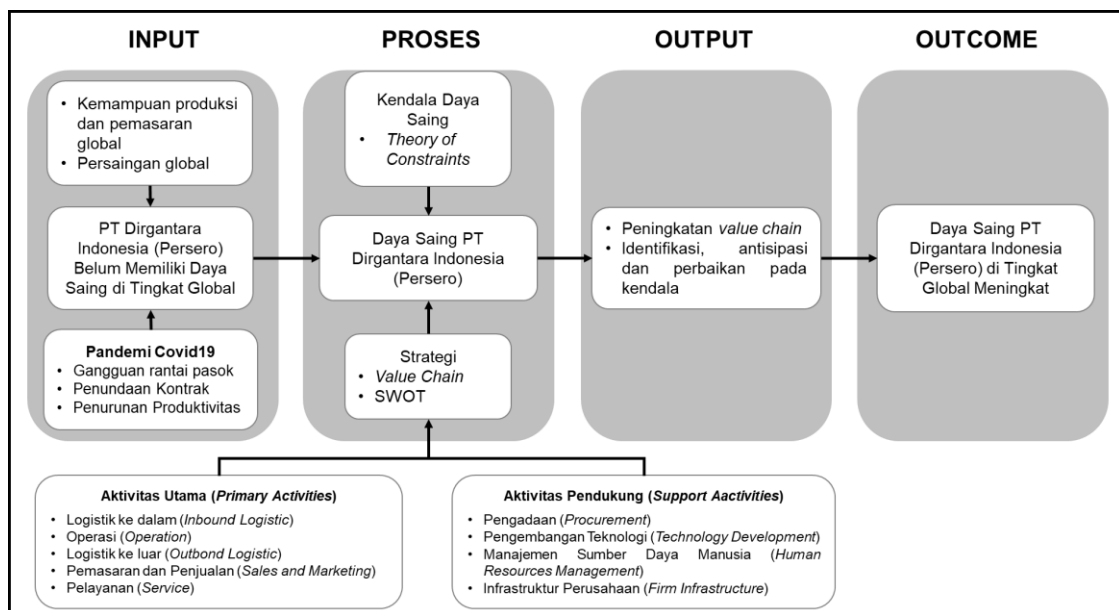 INPUT
PROSES
OUTPUT
OUTCOME
• Kemampuan produksi
dan pemasaran
global
• Persaingan global
PT Dirgantara
Indonesia (Persero)
Belum Memiliki Daya
Saing di Tingkat Global
Pandemi Covid19
• Gangguan rantai pasok
• Penundaan Kontrak
• Penurunan Produktivitas
Kendala Daya
Saing
• Theory of
Constraints
Daya Saing PT
Dirgantara Indonesia
(Persero)
Strategi
• Value Chain
• SWOT
• Peningkatan value chain
• Identifikasi, antisipasi
dan perbaikan pada
kendala
Daya Saing PT
Dirgantara Indonesia
(Persero) di Tingkat
Global Meningkat
Aktivitas Utama (Primary Activities)
• Logistik ke dalam (Inbound Logistic)
• Operasi (Operation)
• Logistik ke luar (Outbond Logistic)
• Pemasaran dan Penjualan (Sales and Marketing)
• Pelayanan (Service)
Aktivitas Pendukung (Support Aactivities)
• Pengadaan (Procurement)
• Pengembangan Teknologi (Technology Development)
• Manajemen Sumber Daya Manusia (Human
Resources Management)
• Infrastruktur Perusahaan (Firm Infrastructure)